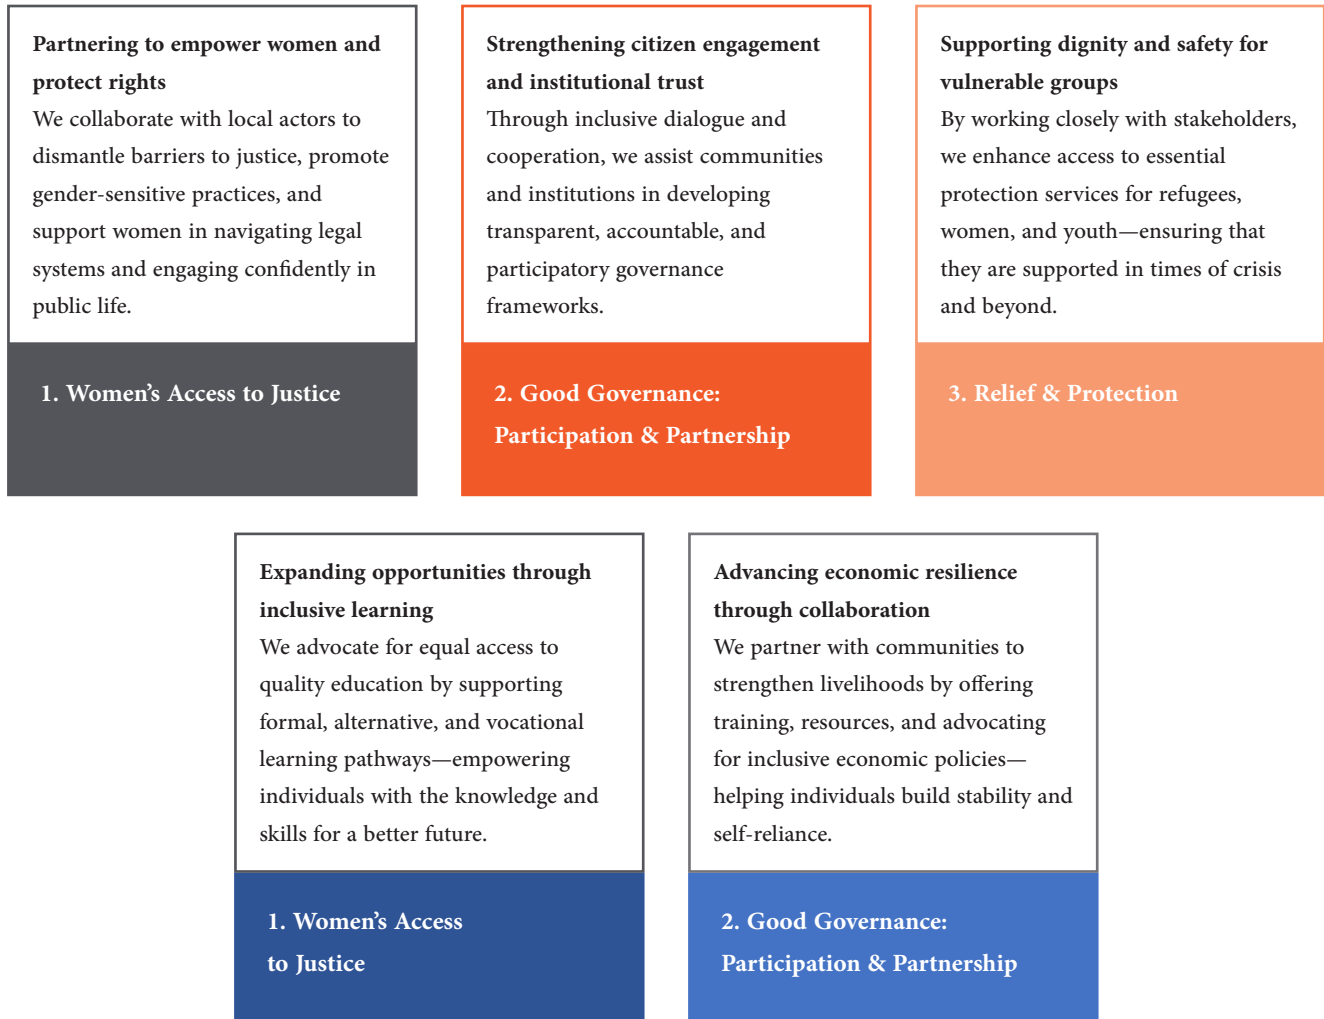 Partnering to empower women and
protect rights
We collaborate with local actors to
dismantle barriers to justice, promote
gender-sensitive practices, and
support women in navigating legal
systems and engaging confidently in
public life.
1. Women’s Access to Justice
Strengthening citizen engagement
and institutional trust
Through inclusive dialogue and
cooperation, we assist communities
and institutions in developing
transparent, accountable, and
participatory governance
frameworks.
2. Good Governance:
Participation & Partnership
Supporting dignity and safety for
vulnerable groups
By working closely with stakeholders,
we enhance access to essential
protection services for refugees,
women, and youth—ensuring that
they are supported in times of crisis
and beyond.
3. Relief & Protection
Expanding opportunities through
inclusive learning
We advocate for equal access to
quality education by supporting
formal, alternative, and vocational
learning pathways—empowering
individuals with the knowledge and
skills for a better future.
1. Women’s Access
to Justice
Advancing economic resilience
through collaboration
We partner with communities to
strengthen livelihoods by offering
training, resources, and advocating
for inclusive economic policies—
helping individuals build stability and
self-reliance.
2. Good Governance:
Participation & Partnership